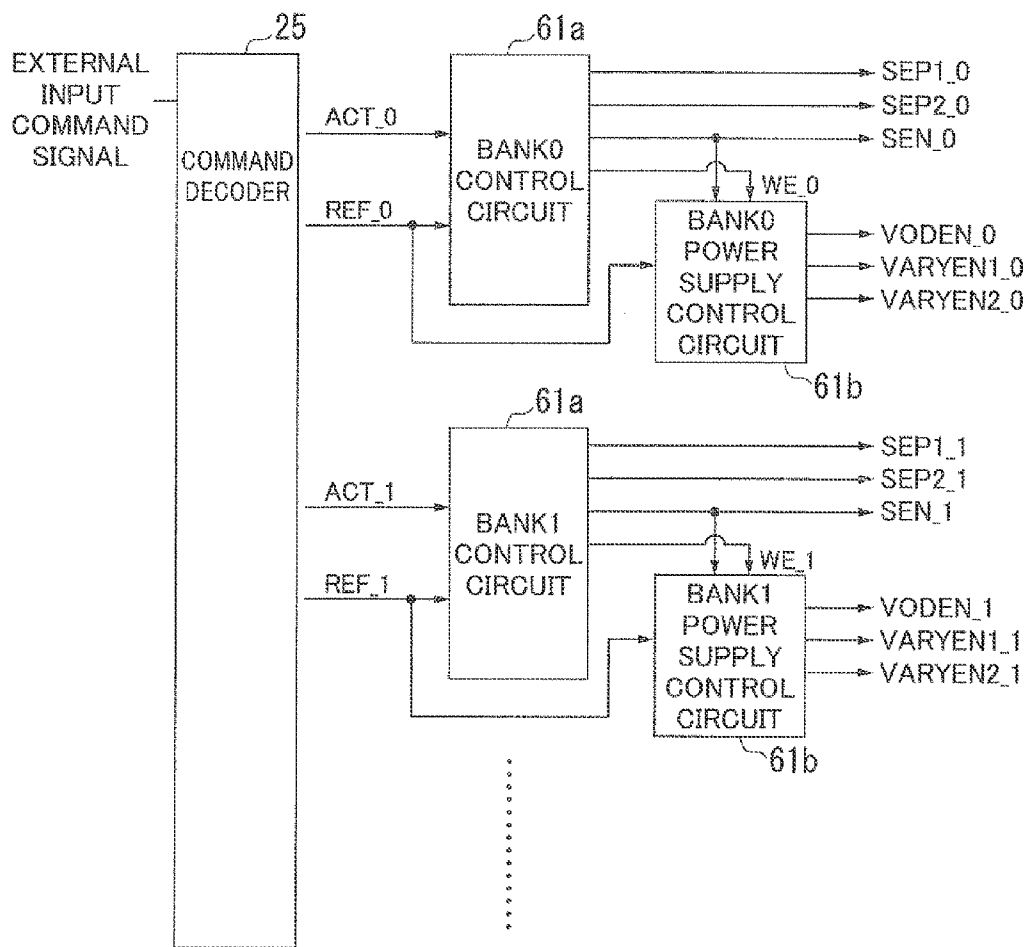 25
EXTERNAL
INPUT
COMMAND
SIGNAL
COMMAND
DECODER
61a
ACT_0
REF_0
BANK0
CONTROL
CIRCUIT
SEP1_0
SEP2_0
SEN_0
WE_0
BANK0
POWER
SUPPLY
CONTROL
CIRCUIT
VODEN_0
VARYEN1_0
VARYEN2_0
61b
61a
ACT_1
REF_1
BANK1
CONTROL
CIRCUIT
SEP1_1
SEP2_1
SEN_1
WE_1
BANK1
POWER
SUPPLY
CONTROL
CIRCUIT
VODEN_1
VARYEN1_1
VARYEN2_1
61b